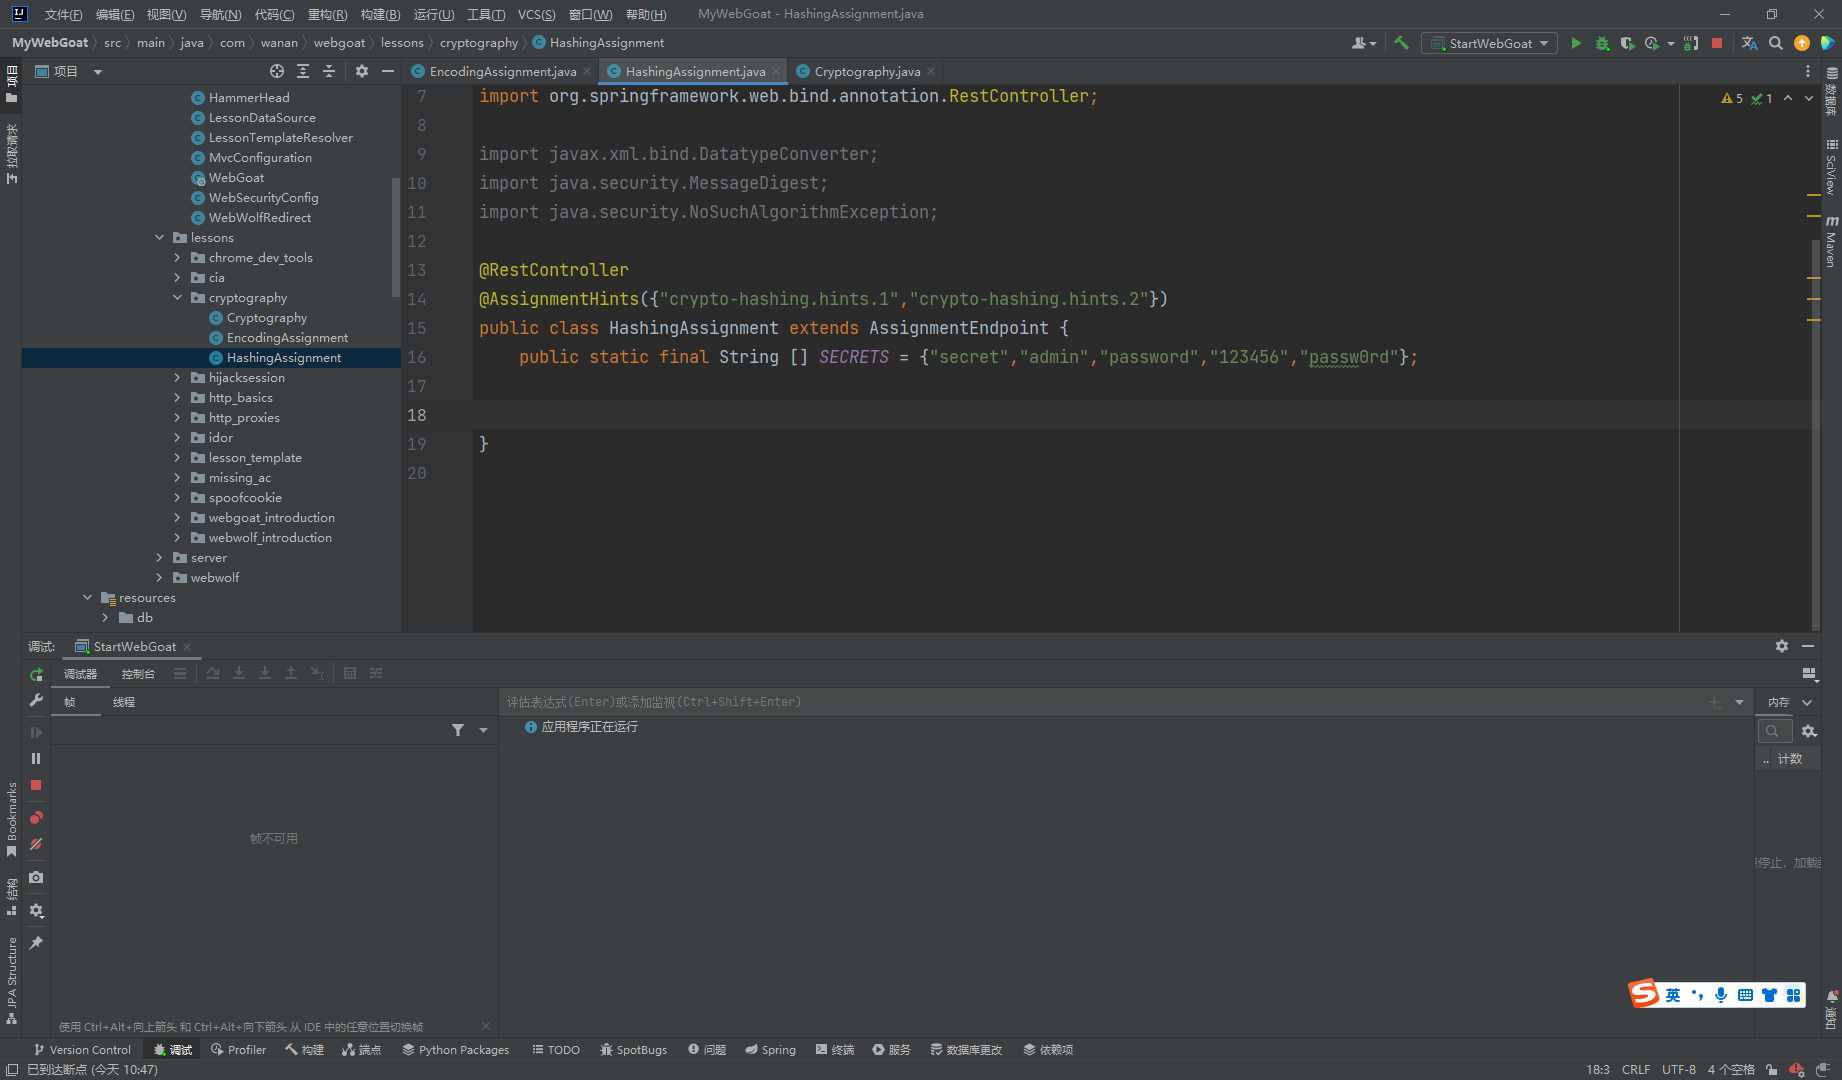 文件(F) 编辑(E) 视图(V) 导航(N) 代码(C) 重构(R) 构建(B) 运行(U) 工具(T) VCS(S) 窗口(W) 帮助(H) MyWebGoat - HashingAssignment.java
MyWebGoat src main java com wanan webgoat lessons cryptography HashingAssignment
StartWebGoat
项目
EncodingAssignment.java HashingAssignment.java Cryptography.java
项目
拉取请求
HammerHead
LessonDataSource
LessonTemplateResolver
MvcConfiguration
WebGoat
WebSecurityConfig
WebWolfRedirect
lessons
chrome_dev_tools
cia
cryptography
Cryptography
EncodingAssignment
HashingAssignment
hijacksession
http_basics
http_proxies
idor
lesson_template
missing_ac
spoofcookie
webgoat_introduction
webwolf_introduction
server
webwolf
resources
db
7 import org.springframework.web.bind.annotation.RestController;
8
9 import javax.xml.bind.DatatypeConverter;
10 import java.security.MessageDigest;
11 import java.security.NoSuchAlgorithmException;
12
13 @RestController
14 @AssignmentHints({"crypto-hashing.hints.1","crypto-hashing.hints.2"})
15 public class HashingAssignment extends AssignmentEndpoint {
16 public static final String [] SECRETS = {"secret","admin","password","123456","passw0rd"};
17
18
19 }
20
5 1
数据库
SciView
Maven
调试: StartWebGoat
调试器 控制台
帧 线程
评估表达式(Enter)或添加监视(Ctrl+Shift+Enter)
应用程序正在运行
内存
.. 计数
帧不可用
停止，加载
使用 Ctrl+Alt+向上箭头 和 Ctrl+Alt+向下箭头 从 IDE 中的任意位置切换帧
Bookmarks
结构
JPA Structure
英
通知
Version Control 调试 Profiler 构建 端点 Python Packages TODO SpotBugs 问题 Spring 终端 服务 数据库更改 依赖项
已到达断点 (今天 10:47)
18:3 CRLF UTF-8 4 个空格